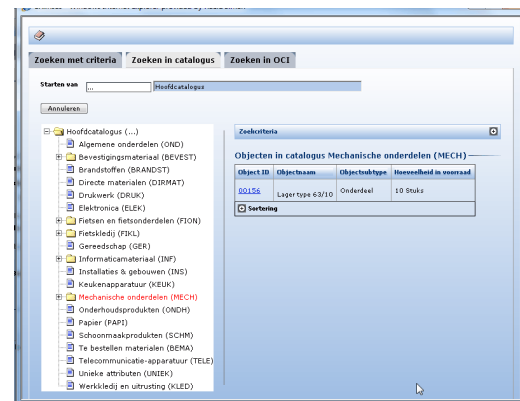 Zoeken met criteria
Zoeken in catalogus
Zoeken in OCI
Starten van
...
Hoofdcatalogus
Annuleren
Hoofdcatalogus (...)
Algemene onderdelen (OND)
Bevestigingsmateriaal (BEVEST)
Brandstoffen (BRANDST)
Directe materialen (DIRMAT)
Drukwerk (DRUK)
Elektronica (ELEK)
Fietsen en fietsonderdelen (FION)
Fietskledij (FIKL)
Gereedschap (GER)
Informaticamateriaal (INF)
Installaties & gebouwen (INS)
Keukenapparatuur (KEUK)
Mechanische onderdelen (MECH)
Onderhoudsprodukten (ONDH)
Papier (PAPI)
Schoonmaakprodukten (SCHM)
Te bestellen materialen (BEMA)
Telecommunicatie-apparatuur (TELE)
Unieke attributen (UNIEK)
Werkkledij en uitrusting (KLED)
Zoekcriteria
Objecten in catalogus Mechanische onderdelen (MECH)
Object ID Objectnaam Objectsubtype Hoeveelheid in voorraad
00156 Lager type 63/10 Onderdeel 10 Stuks
Sortering